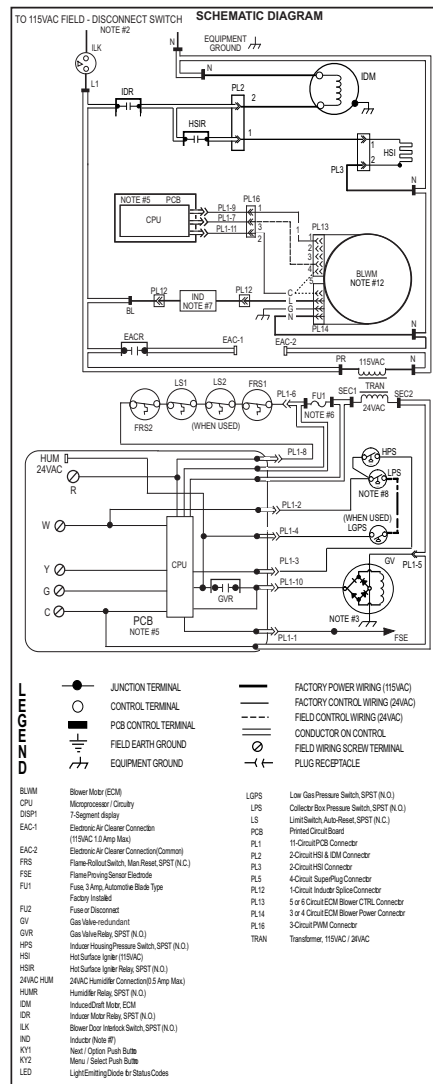 TO 115VAC FIELD - DISCONNECT SWITCH
NOTE #2
SCHEMATIC DIAGRAM
N
EQUIPMENT
GROUND
ILK
N
L1
IDR
PL2
2
IDM
HSIR
1
1
2
HSI
PL3
N
NOTE #5 PCB
CPU
PL1-9
PL1-7
PL1-11
PL16
1
2
3
2
1
PL13
1
2
3
4
5
BLWM
NOTE #12
C
L
G
N
PL12
IND
NOTE #7
PL12
BL
PL14
N
EACR
EAC-1
EAC-2
PR
115VAC
N
TRAN
24VAC
SEC1
SEC2
LS1
LS2
FRS1
PL1-6
FU1
NOTE #6
FRS2
(WHEN USED)
HUM
24VAC
R
PL1-8
HPS
LPS
NOTE #8
W
PL1-2
PL1-4
(WHEN USED)
LGPS
Y
PL1-3
GV
PL1-5
CPU
G
GVR
PL1-10
C
PCB
NOTE #5
NOTE #3
PL1-1
FSE
LEGEND
JUNCTION TERMINAL
CONTROL TERMINAL
PCB CONTROL TERMINAL
FIELD EARTH GROUND
EQUIPMENT GROUND
FACTORY POWER WIRING (115VAC)
FACTORY CONTROL WIRING (24VAC)
FIELD CONTROL WIRING (24VAC)
CONDUCTOR ON CONTROL
FIELD WIRING SCREW TERMINAL
PLUG RECEPTACLE
BLWM Blower Motor (ECM)
CPU Microprocessor / Circuitry
DISP1 7-Segment display
EAC-1 Electronic Air Cleaner Connection
(115VAC 1.0 Amp Max.)
EAC-2 Electronic Air Cleaner Connection (Common)
FRS Flame-Rollout Switch, Man. Reset, SPST (N.C.)
FSE Flame Proving Sensor Electrode
FU1 Fuse, 3 Amp, Automotive Blade Type
Factory Installed
FU2 Fuse or Disconnect
GV Gas Valve-redundant
GVR Gas Valve Relay, SPST (N.O.)
HPS Inducer Housing Pressure Switch, SPST (N.O.)
HSI Hot Surface Igniter (115VAC)
HSIR Hot Surface Igniter Relay, SPST (N.O.)
24VAC HUM 24VAC Humidifier Connection (0.5 Amp Max.)
HUMR Humidifier Relay, SPST (N.O.)
IDM Induced Draft Motor, ECM
IDR Inducer Motor Relay, SPST (N.O.)
ILK Blower Door Interlock Switch, SPST (N.O.)
IND Inductor (Note #7)
KY1 Next / Option Push Butto
KY2 Menu / Select Push Butto
LED Light Emitting Diode for Status Codes
LGPS Low Gas Pressure Switch, SPST (N.O.)
LPS Collector Box Pressure Switch, SPST (N.O.)
LS Limit Switch, Auto-Reset, SPST (N.C.)
PCB Printed Circuit Board
PL1 11-Circuit PCB Connector
PL2 2-Circuit HSI & IDM Connector
PL3 2-Circuit HSI Connector
PL5 4-Circuit SuperPlug Connector
PL12 1-Circuit Inductor Splice Connector
PL13 5 or 6 Circuit ECM Blower CTRL Connector
PL14 3 or 4 Circuit ECM Blower Power Connector
PL16 3-Circuit PWM Connector
TRAN Transformer, 115VAC / 24VAC